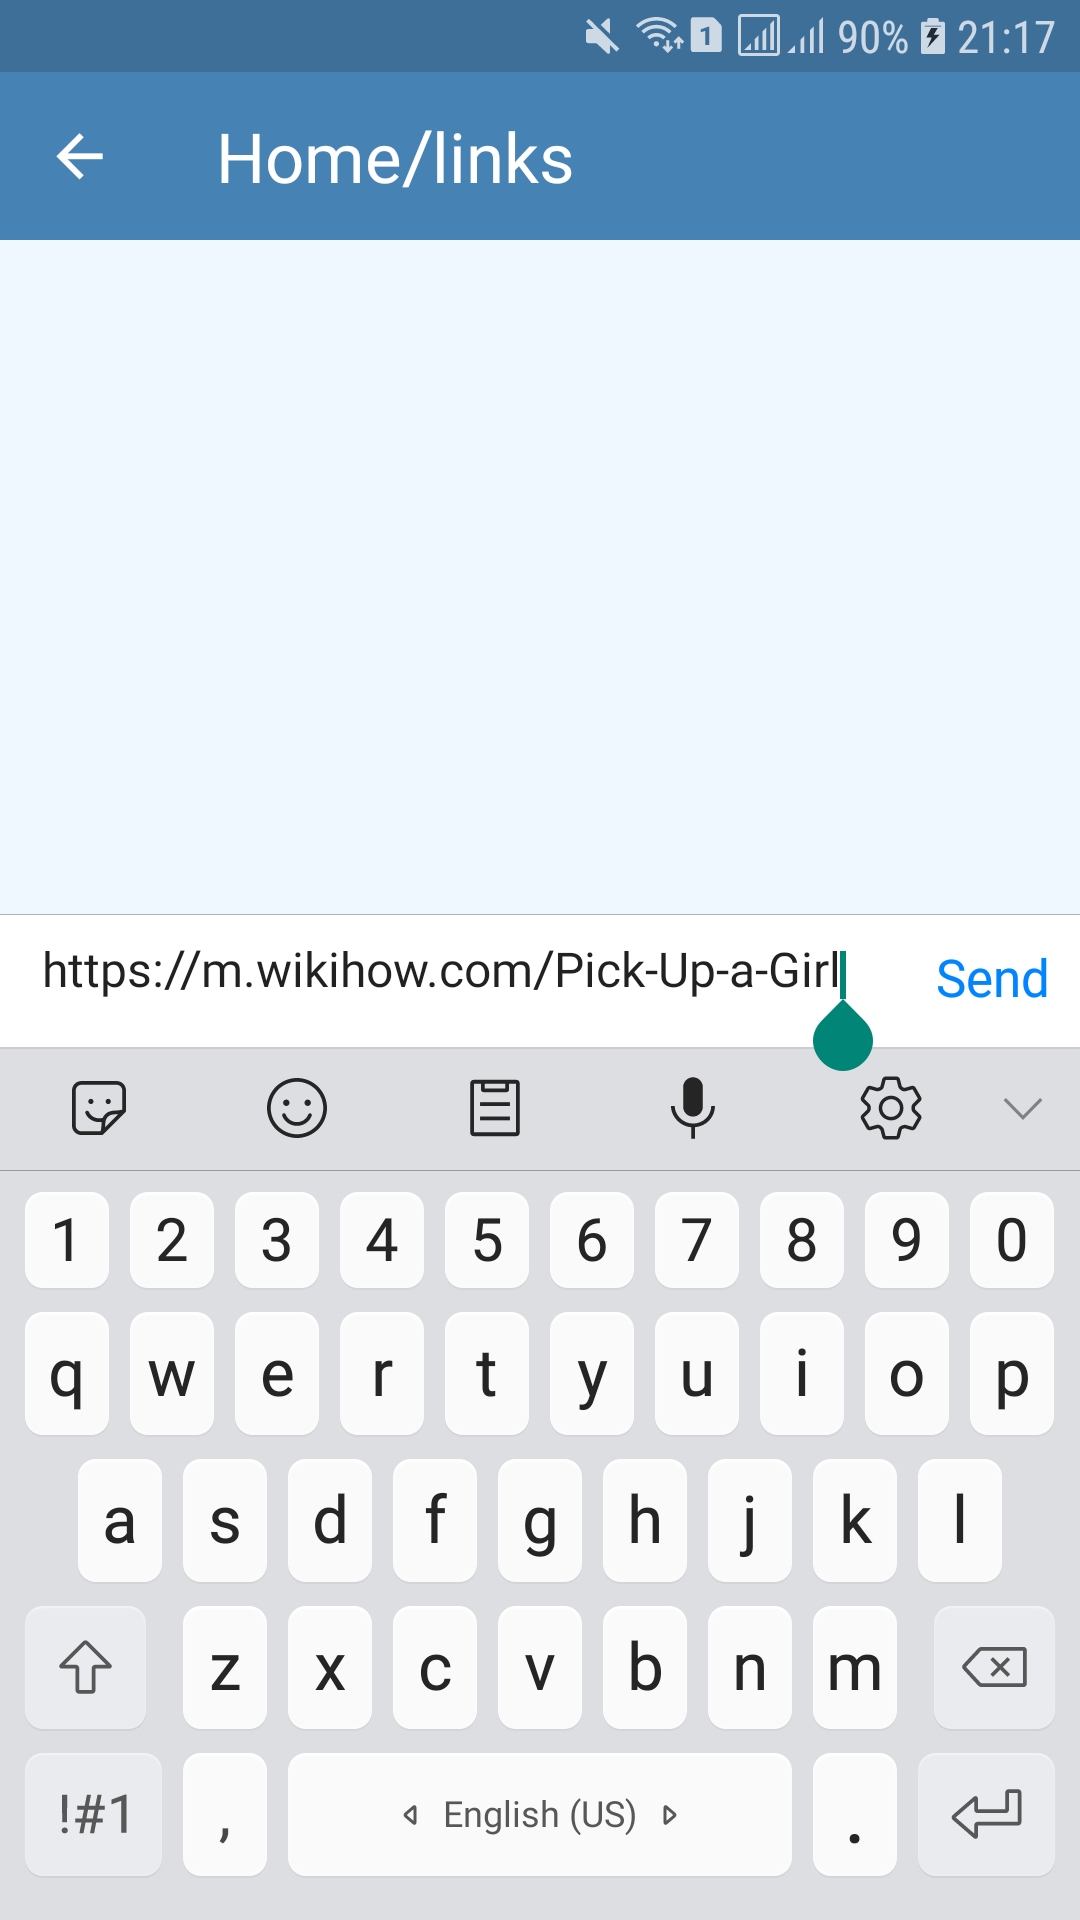 1 90% 21:17
Home/links
https://m.wikihow.com/Pick-Up-a-Girl Send
1 2 3 4 5 6 7 8 9 0
q w e r t y u i o p
a s d f g h j k l
z x c v b n m
!#1 , English (US) .